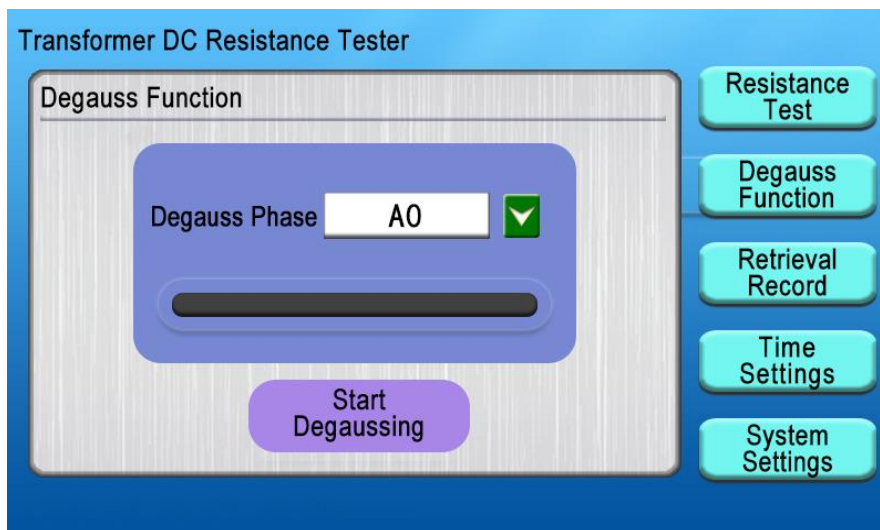 Transformer DC Resistance Tester
Degauss Function
Degauss Phase AO
Start
Degaussing
Resistance
Test
Degauss
Function
Retrieval
Record
Time
Settings
System
Settings